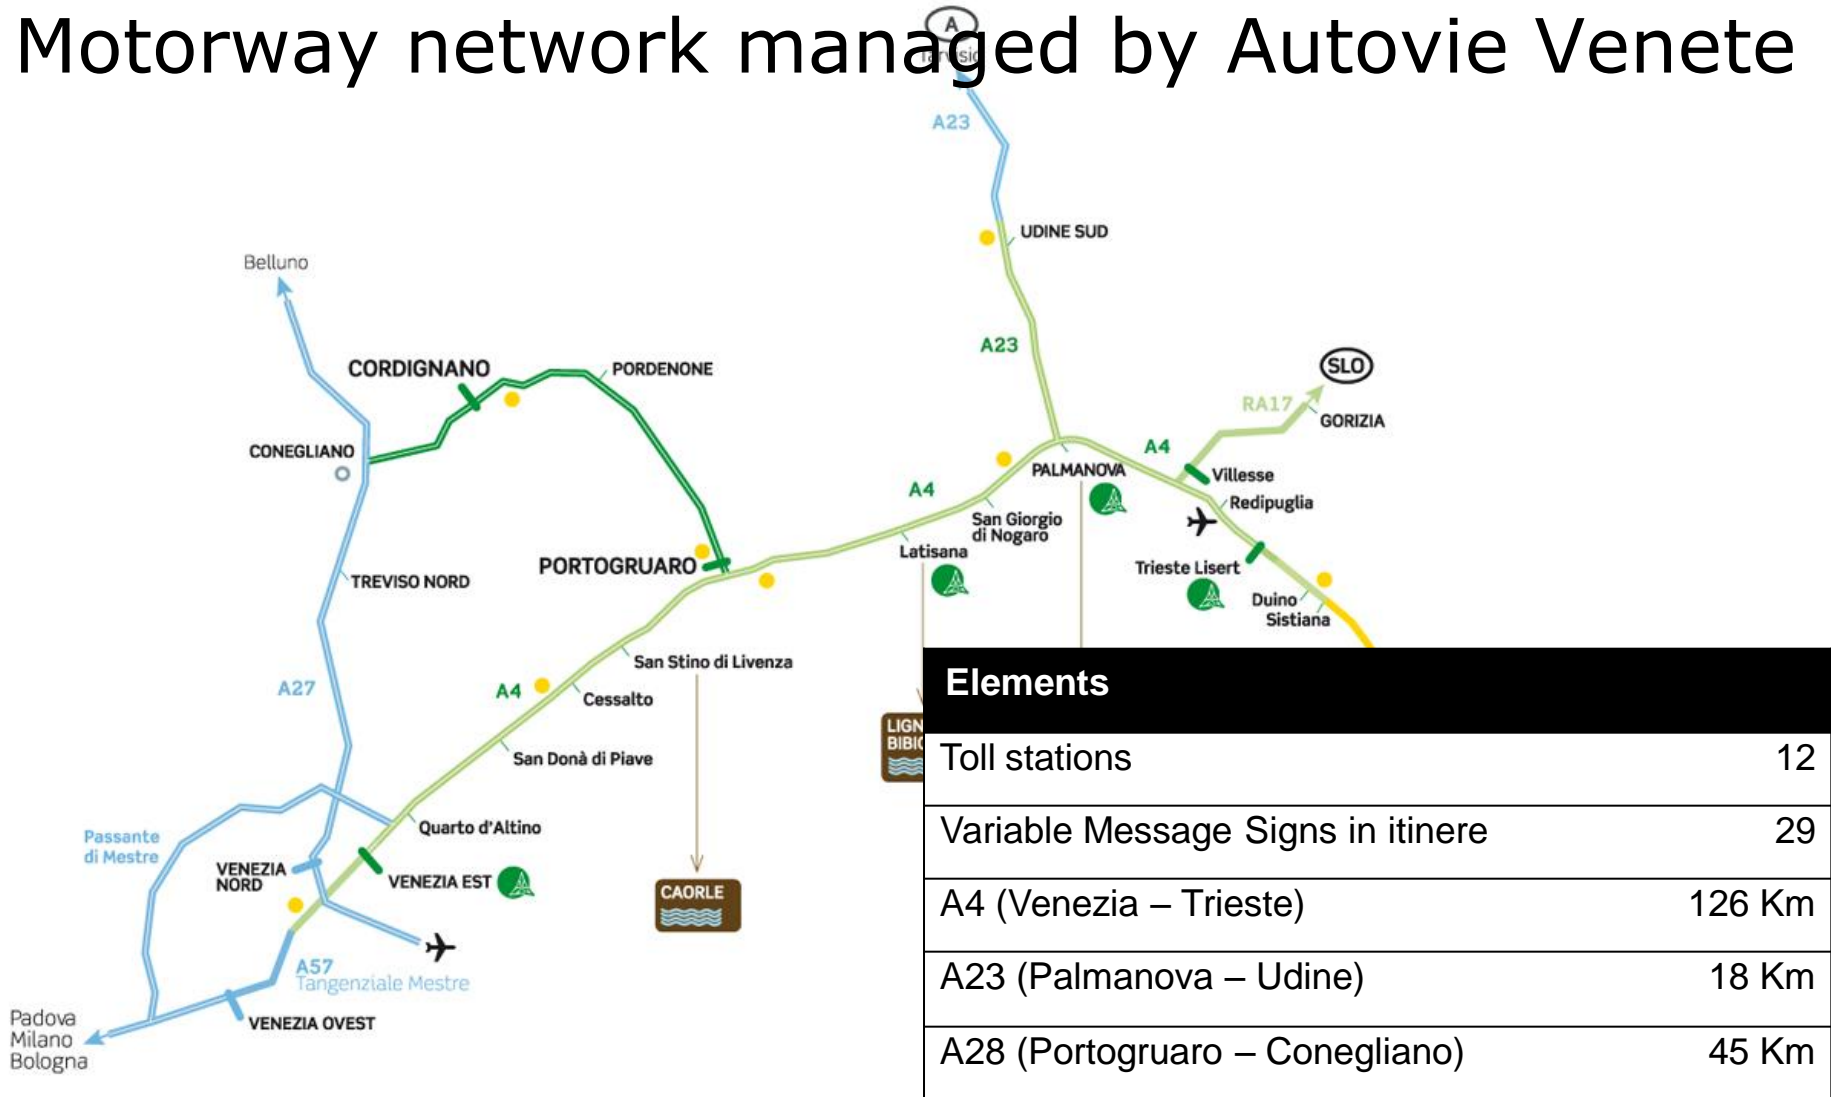 Motorway network managed by Autovie Venete
A
A23
UDINE SUD
Belluno
A23
SLO
CORDIGNANO
PORDENONE
RA17
GORIZIA
CONEGLIANO
A4
PALMANOVA
Villesse
A4
Redipuglia
San Giorgio
di Nogaro
Latisana
PORTOGRUARO
Trieste Lisert
TREVISO NORD
Duino
Sistiana
San Stino di Livenza
A27
A4
Cessalto
San Donà di Piave
LIGN
BIBIC
Quarto d'Altino
Passante
di Mestre
VENEZIA
NORD
VENEZIA EST
CAORLE
A57
Tangenziale Mestre
VENEZIA OVEST
Padova
Milano
Bologna
Elements
Toll stations 12
Variable Message Signs in itinere 29
A4 (Venezia – Trieste) 126 Km
A23 (Palmanova – Udine) 18 Km
A28 (Portogruaro – Conegliano) 45 Km